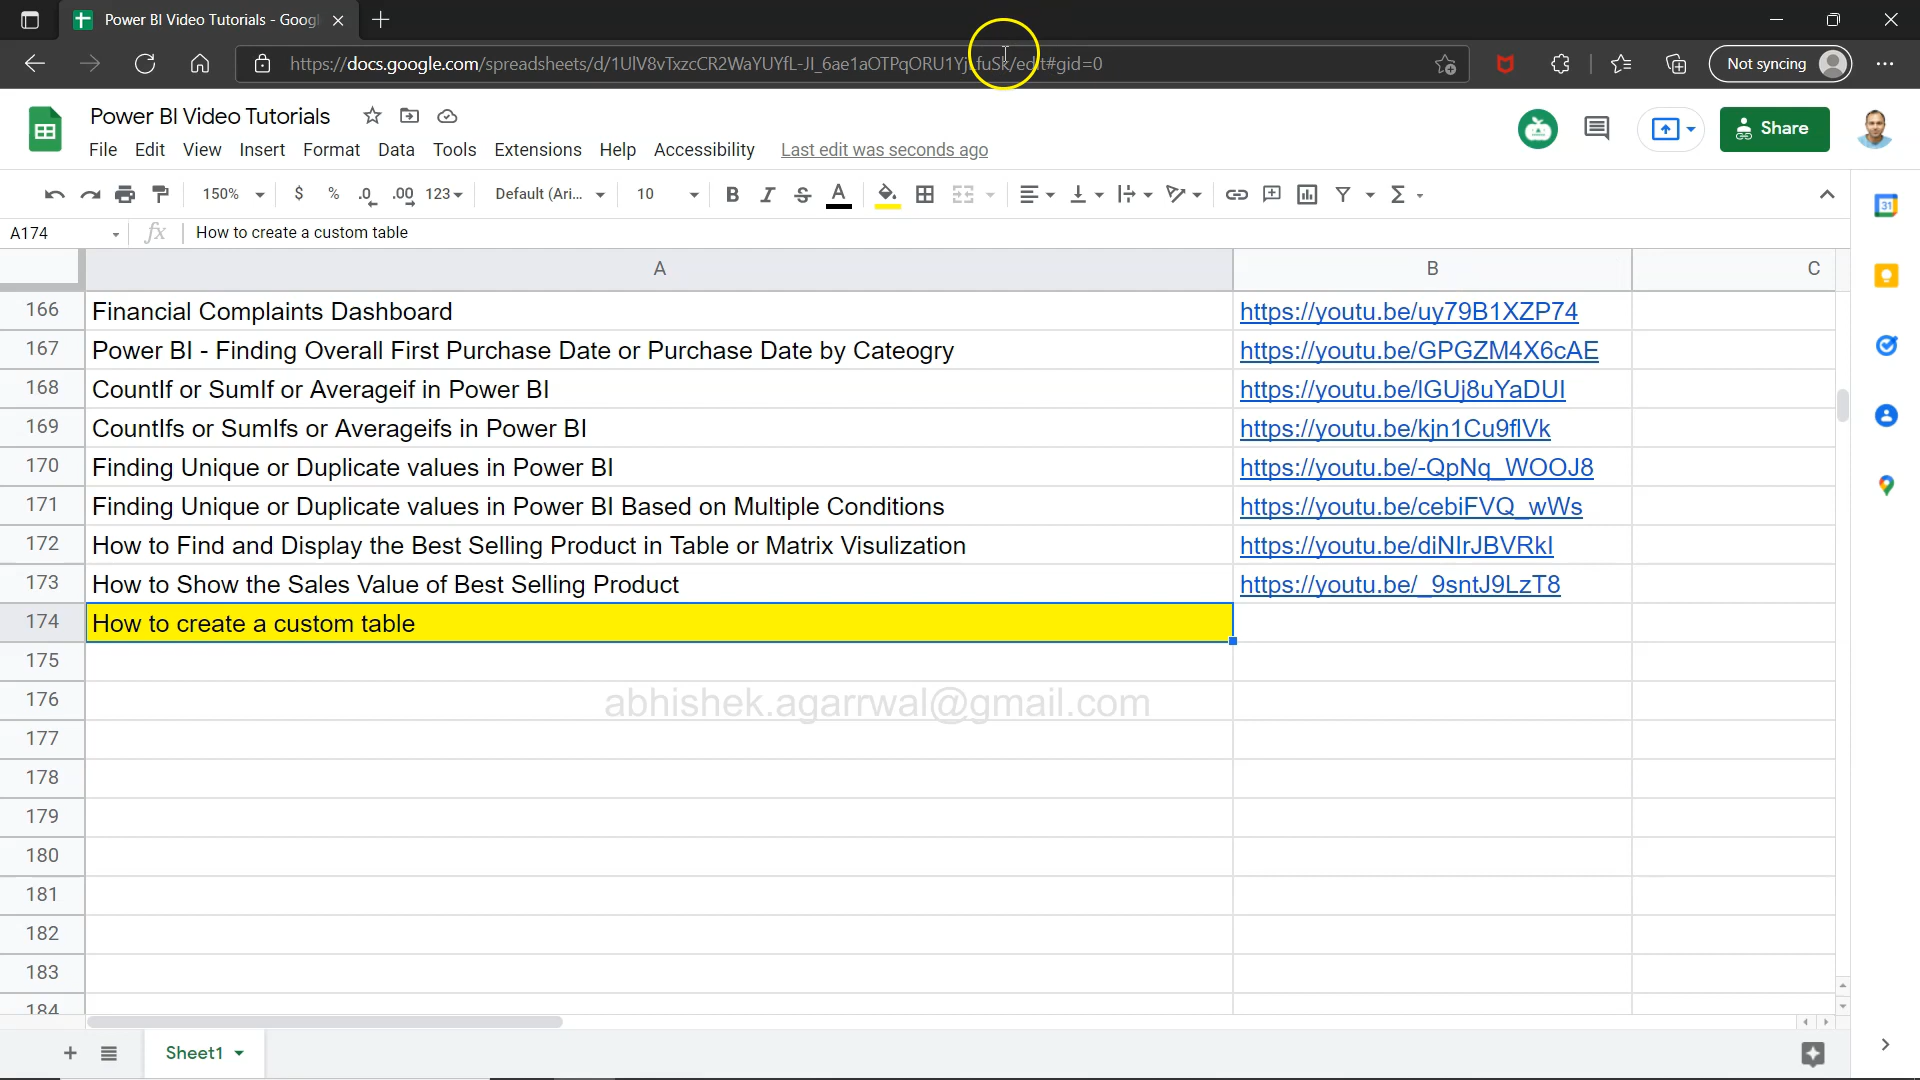 Power BI Video Tutorials - Googl
https://docs.google.com/spreadsheets/d/1UlV8vTxzcCR2WaYUYfL-JI_6ae1aOTPqORU1YjLfuSk/edit#gid=0
Not syncing
Power BI Video Tutorials
File Edit View Insert Format Data Tools Extensions Help Accessibility Last edit was seconds ago
Share
150% $ % .0 .00 123 Default (Ari... 10 B I S A Σ
31
A174 fx How to create a custom table
A B C
166 Financial Complaints Dashboard https://youtu.be/uy79B1XZP74
167 Power BI - Finding Overall First Purchase Date or Purchase Date by Cateogry https://youtu.be/GPGZM4X6cAE
168 CountIf or SumIf or Averageif in Power BI https://youtu.be/lGUj8uYaDUI
169 CountIfs or SumIfs or Averageifs in Power BI https://youtu.be/kjn1Cu9flVk
170 Finding Unique or Duplicate values in Power BI https://youtu.be/-QpNq_WOOJ8
171 Finding Unique or Duplicate values in Power BI Based on Multiple Conditions https://youtu.be/cebiFVQ_wWs
172 How to Find and Display the Best Selling Product in Table or Matrix Visulization https://youtu.be/diNIrJBVRkI
173 How to Show the Sales Value of Best Selling Product https://youtu.be/_9sntJ9LzT8
174 How to create a custom table
175
176
abhishek.agarrwal@gmail.com
177
178
179
180
181
182
183
184
Sheet1